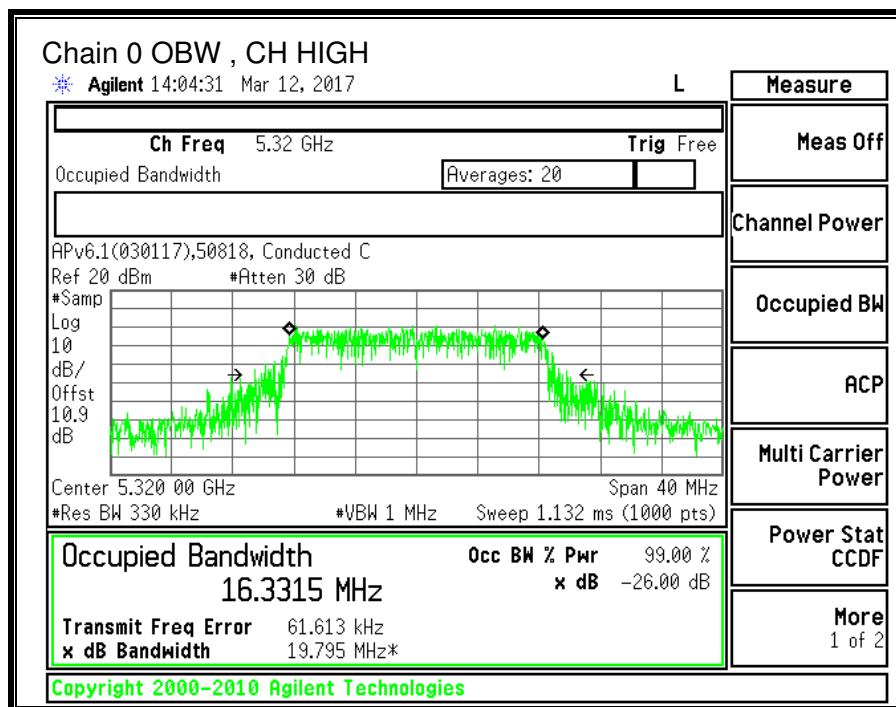 Chain 0 OBW , CH HIGH
Agilent 14:04:31 Mar 12, 2017 L
Measure
Ch Freq 5.32 GHz Trig Free
Meas Off
Occupied Bandwidth Averages: 20
Channel Power
APv6.1(030117),50818, Conducted C
Ref 20 dBm #Atten 30 dB
#Samp
Log
10
dB/
Offst
10.9
dB
Occupied BW
ACP
Multi Carrier
Power
Center 5.320 00 GHz Span 40 MHz
#Res BW 330 kHz #VBW 1 MHz Sweep 1.132 ms (1000 pts)
Power Stat
CCDF
Occupied Bandwidth Occ BW % Pwr 99.00 %
16.3315 MHz x dB -26.00 dB
Transmit Freq Error 61.613 kHz
x dB Bandwidth 19.795 MHz*
More
1 of 2
Copyright 2000-2010 Agilent Technologies